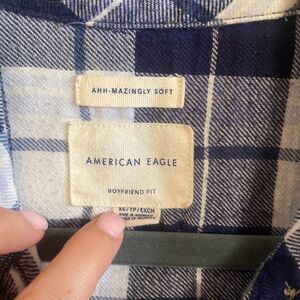 AHH-MAZINGLY SOFT
AMERICAN EAGLE
BOYFRIEND FIT
XS/TP/EXCH